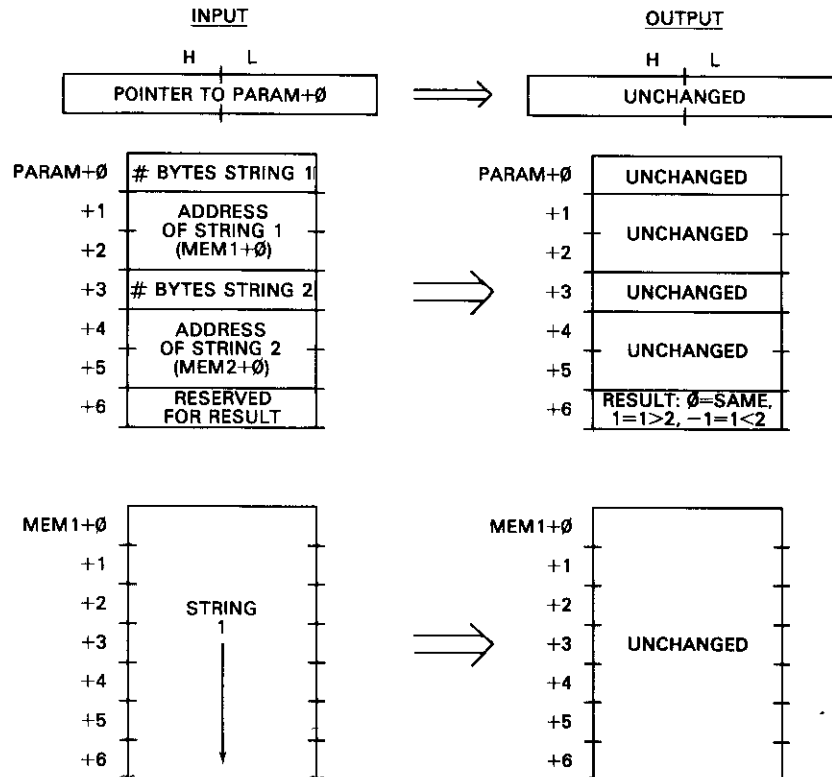 INPUT
OUTPUT
H L
H L
POINTER TO PARAM+Ø
UNCHANGED
PARAM+Ø
# BYTES STRING 1
+1
ADDRESS
OF STRING 1
+2
(MEM1+Ø)
+3
# BYTES STRING 2
+4
ADDRESS
OF STRING 2
+5
(MEM2+Ø)
+6
RESERVED
FOR RESULT
PARAM+Ø
UNCHANGED
+1
UNCHANGED
+2
+3
UNCHANGED
+4
UNCHANGED
+5
+6
RESULT: Ø=SAME,
1=1>2, −1=1<2
MEM1+Ø
+1
+2
STRING
1
+3
+4
+5
+6
MEM1+Ø
+1
+2
+3
UNCHANGED
+4
+5
+6